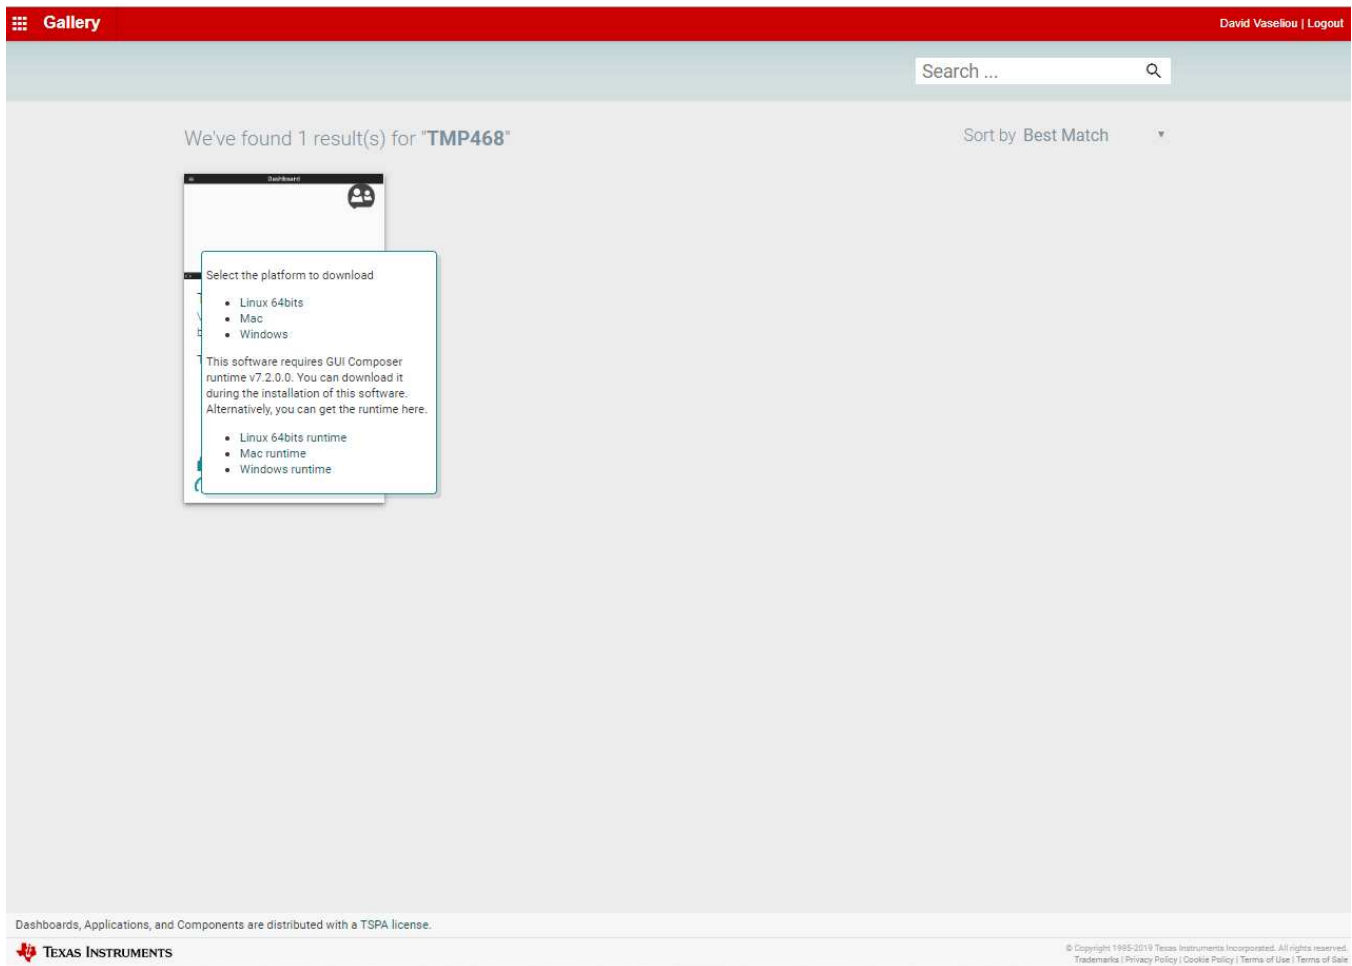 Gallery
David Vaseliou | Logout
Search ...
We've found 1 result(s) for "TMP468"
Sort by Best Match
Dashboard
Select the platform to download
Linux 64bits
Mac
Windows
This software requires GUI Composer
runtime v7.2.0.0. You can download it
during the installation of this software.
Alternatively, you can get the runtime here.
Linux 64bits runtime
Mac runtime
Windows runtime
Dashboards, Applications, and Components are distributed with a TSPA license.
TEXAS INSTRUMENTS
© Copyright 1995-2019 Texas Instruments Incorporated. All rights reserved.
Trademarks | Privacy Policy | Cookie Policy | Terms of Use | Terms of Sale